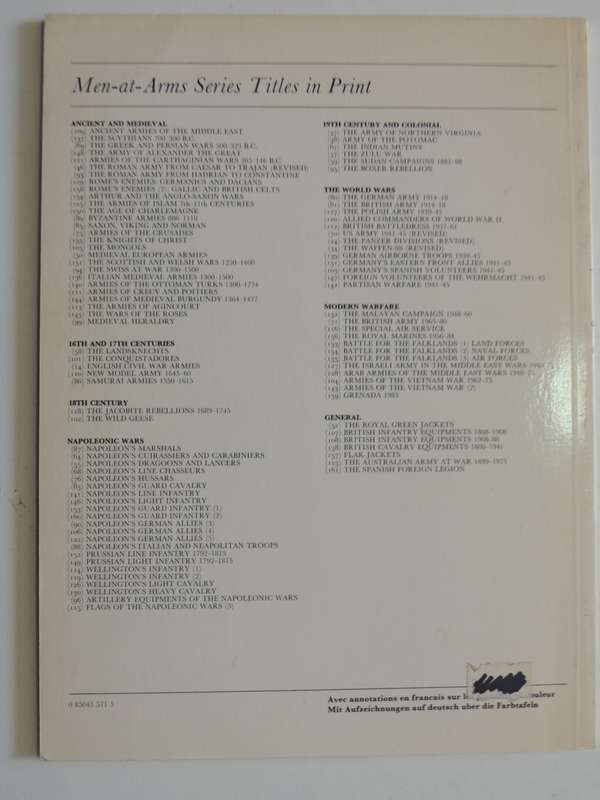 Men-at-Arms Series Titles in Print
ANCIENT AND MEDIEVAL
(109) ANCIENT ARMIES OF THE MIDDLE EAST
(137) THE SCYTHIANS 700-300 B.C.
(69) THE GREEK AND PERSIAN WARS 500-323 B.C.
(148) THE ARMY OF ALEXANDER THE GREAT
(121) ARMIES OF THE CARTHAGINIAN WARS 265-146 B.C.
(46) THE ROMAN ARMY FROM CAESAR TO TRAJAN (REVISED)
(93) THE ROMAN ARMY FROM HADRIAN TO CONSTANTINE
(129) ROME'S ENEMIES: GERMANICS AND DACIANS
(158) ROME'S ENEMIES (2): GALLIC AND BRITISH CELTS
(154) ARTHUR AND THE ANGLO-SAXON WARS
(125) THE ARMIES OF ISLAM 7th-11th CENTURIES
(150) THE AGE OF CHARLEMAGNE
(89) BYZANTINE ARMIES 886-1118
(85) SAXON, VIKING AND NORMAN
(75) ARMIES OF THE CRUSADES
(155) THE KNIGHTS OF CHRIST
(105) THE MONGOLS
(50) MEDIEVAL EUROPEAN ARMIES
(151) THE SCOTTISH AND WELSH WARS 1250-1400
(94) THE SWISS AT WAR 1300-1500
(136) ITALIAN MEDIEVAL ARMIES 1300-1500
(140) ARMIES OF THE OTTOMAN TURKS 1300-1774
(111) ARMIES OF CRECY AND POITIERS
(144) ARMIES OF MEDIEVAL BURGUNDY 1364-1477
(113) THE ARMIES OF AGINCOURT
(145) THE WARS OF THE ROSES
(99) MEDIEVAL HERALDRY
16TH AND 17TH CENTURIES
(58) THE LANDSKNECHTS
(101) THE CONQUISTADORES
(14) ENGLISH CIVIL WAR ARMIES
(110) NEW MODEL ARMY 1645-60
(86) SAMURAI ARMIES 1550-1615
18TH CENTURY
(118) THE JACOBITE REBELLIONS 1689-1745
(102) THE WILD GEESE
NAPOLEONIC WARS
(87) NAPOLEON'S MARSHALS
(64) NAPOLEON'S CUIRASSIERS AND CARABINIERS
(55) NAPOLEON'S DRAGOONS AND LANCERS
(68) NAPOLEON'S LINE CHASSEURS
(76) NAPOLEON'S HUSSARS
(83) NAPOLEON'S GUARD CAVALRY
(141) NAPOLEON'S LINE INFANTRY
(146) NAPOLEON'S LIGHT INFANTRY
(153) NAPOLEON'S GUARD INFANTRY (1)
(160) NAPOLEON'S GUARD INFANTRY (2)
(90) NAPOLEON'S GERMAN ALLIES (3)
(106) NAPOLEON'S GERMAN ALLIES (4)
(122) NAPOLEON'S GERMAN ALLIES (5)
(88) NAPOLEON'S ITALIAN AND NEAPOLITAN TROOPS
(152) PRUSSIAN LINE INFANTRY 1792-1815
(149) PRUSSIAN LIGHT INFANTRY 1792-1815
(114) WELLINGTON'S INFANTRY (1)
(119) WELLINGTON'S INFANTRY (2)
(126) WELLINGTON'S LIGHT CAVALRY
(130) WELLINGTON'S HEAVY CAVALRY
(96) ARTILLERY EQUIPMENTS OF THE NAPOLEONIC WARS
(115) FLAGS OF THE NAPOLEONIC WARS (3)
19TH CENTURY AND COLONIAL
(37) THE ARMY OF NORTHERN VIRGINIA
(38) ARMY OF THE POTOMAC
(67) THE INDIAN MUTINY
(57) THE ZULU WAR
(59) THE SUDAN CAMPAIGNS 1881-98
(95) THE BOXER REBELLION
THE WORLD WARS
(80) THE GERMAN ARMY 1914-18
(81) THE BRITISH ARMY 1914-18
(117) THE POLISH ARMY 1939-45
(120) ALLIED COMMANDERS OF WORLD WAR II
(112) BRITISH BATTLEDRESS 1937-61
(70) US ARMY 1941-45 (REVISED)
(24) THE PANZER DIVISIONS (REVISED)
(34) THE WAFFEN-SS (REVISED)
(139) GERMAN AIRBORNE TROOPS 1939-45
(131) GERMANY'S EASTERN FRONT ALLIES 1941-45
(103) GERMANY'S SPANISH VOLUNTEERS 1941-45
(147) FOREIGN VOLUNTEERS OF THE WEHRMACHT 1941-45
(142) PARTISAN WARFARE 1941-45
MODERN WARFARE
(132) THE MALAYAN CAMPAIGN 1948-60
(71) THE BRITISH ARMY 1965-80
(116) THE SPECIAL AIR SERVICE
(156) THE ROYAL MARINES 1956-84
(133) BATTLE FOR THE FALKLANDS (1) LAND FORCES
(134) BATTLE FOR THE FALKLANDS (2) NAVAL FORCES
(135) BATTLE FOR THE FALKLANDS (3) AIR FORCES
(127) THE ISRAELI ARMY IN THE MIDDLE EAST WARS
(128) ARAB ARMIES OF THE MIDDLE EAST WARS 1948-73
(104) ARMIES OF THE VIETNAM WAR 1962-75
(143) ARMIES OF THE VIETNAM WAR (2)
(159) GRENADA 1983
GENERAL
(52) THE ROYAL GREEN JACKETS
(107) BRITISH INFANTRY EQUIPMENTS 1808-1908
(108) BRITISH INFANTRY EQUIPMENTS 1908-80
(138) BRITISH CAVALRY EQUIPMENTS 1800-1941
(157) FLAK JACKETS
(123) THE AUSTRALIAN ARMY AT WAR 1899-1975
(161) THE SPANISH FOREIGN LEGION
0 85045 571 3
Avec annotations en francais sur
Mit Aufzeichnungen auf deutsch uber die Farbtafeln